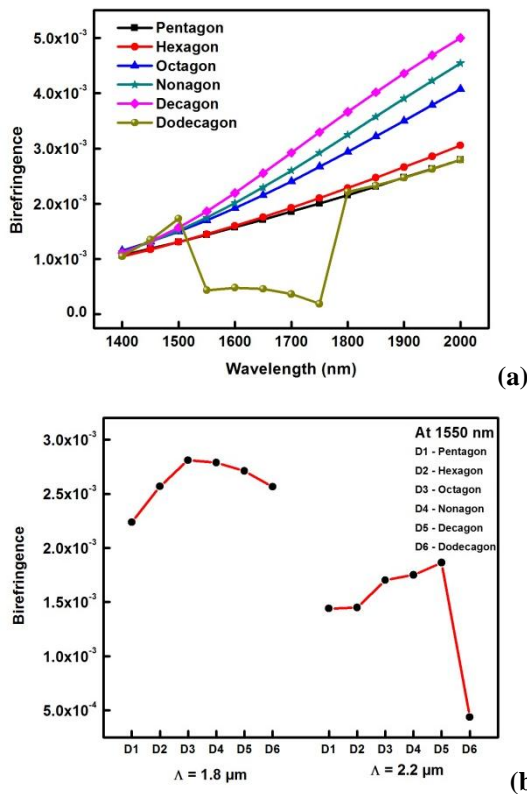 Pentagon
Hexagon
Octagon
Nonagon
Decagon
Dodecagon
5.0x10⁻³
4.0x10⁻³
3.0x10⁻³
2.0x10⁻³
1.0x10⁻³
0.0
Birefringence
1400 1500 1600 1700 1800 1900 2000
Wavelength (nm)
(a)
At 1550 nm
D1 - Pentagon
D2 - Hexagon
D3 - Octagon
D4 - Nonagon
D5 - Decagon
D6 - Dodecagon
3.0x10⁻³
2.5x10⁻³
2.0x10⁻³
1.5x10⁻³
1.0x10⁻³
5.0x10⁻⁴
Birefringence
D1 D2 D3 D4 D5 D6 D1 D2 D3 D4 D5 D6
Λ = 1.8 µm Λ = 2.2 µm
(b